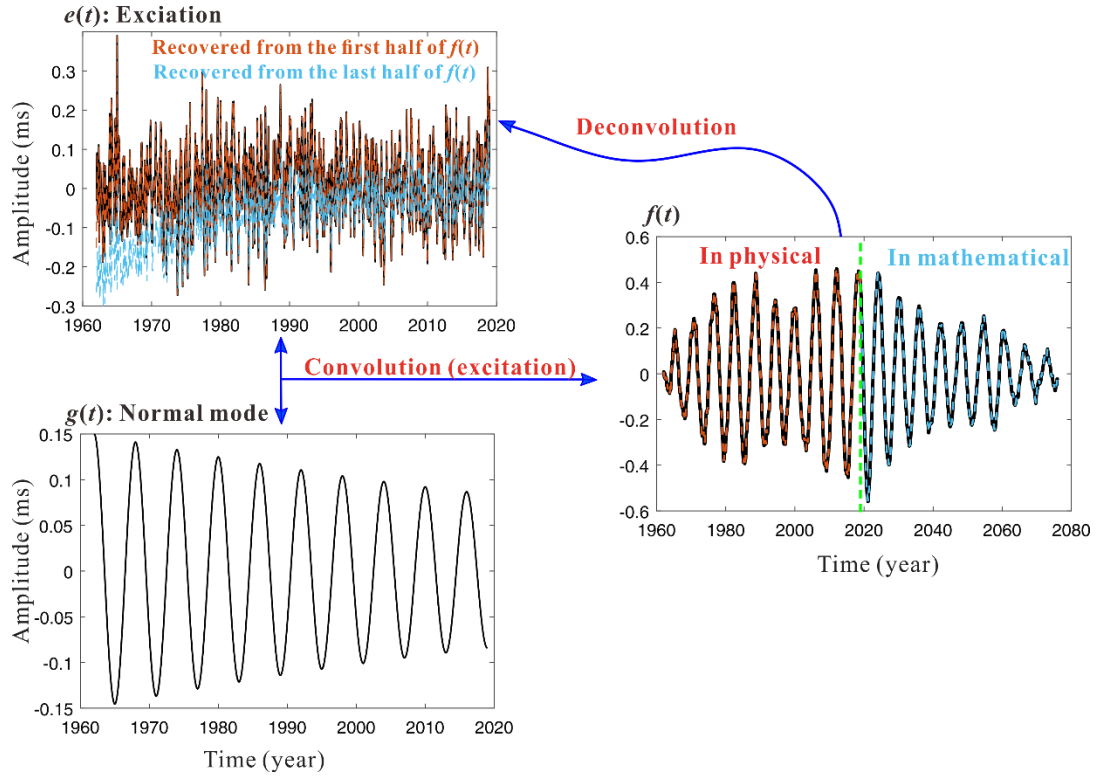 e(t): Exciation
Recovered from the first half of f(t)
Recovered from the last half of f(t)
Amplitude (ms)
0.3
0.2
0.1
0
-0.1
-0.2
-0.3
1960 1970 1980 1990 2000 2010 2020
Deconvolution
f(t)
In physical
In mathematical
0.6
0.4
0.2
0
-0.2
-0.4
-0.6
1960 1980 2000 2020 2040 2060 2080
Time (year)
Convolution (excitation)
g(t): Normal mode
Amplitude (ms)
0.15
0.1
0.05
0
-0.05
-0.1
-0.15
1960 1970 1980 1990 2000 2010 2020
Time (year)